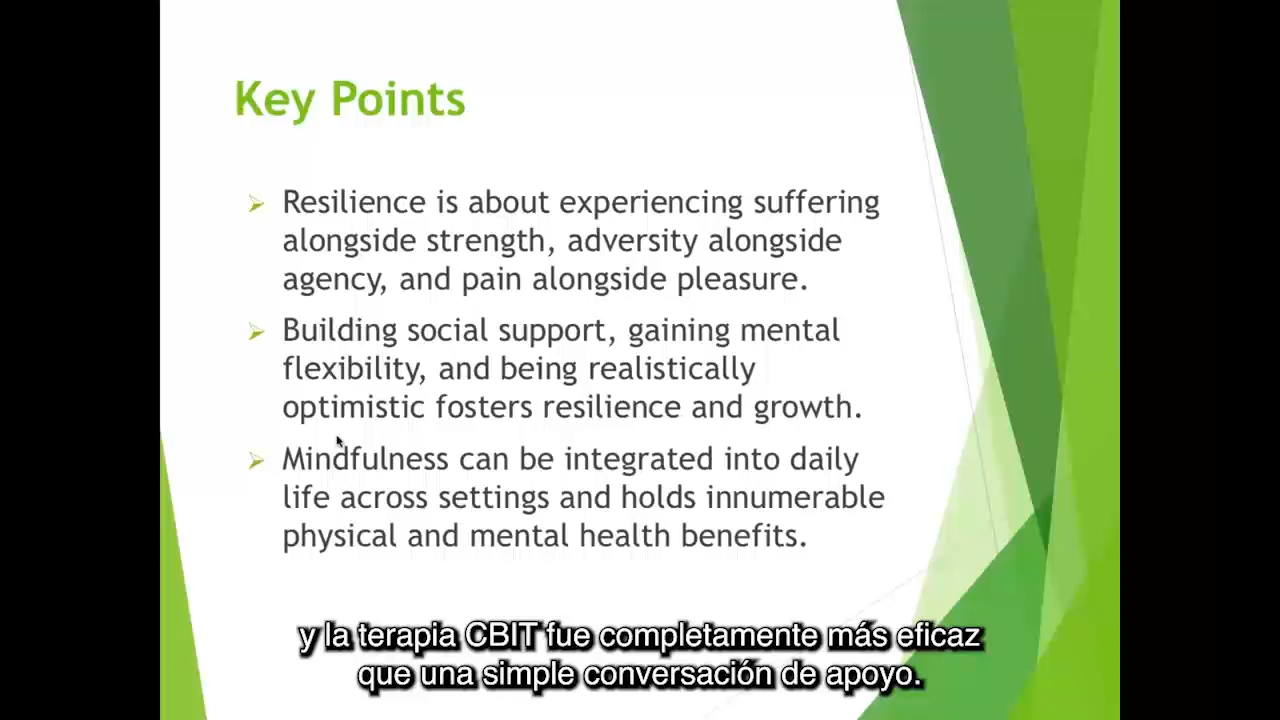 Key Points
Resilience is about experiencing suffering
alongside strength, adversity alongside
agency, and pain alongside pleasure.
Building social support, gaining mental
flexibility, and being realistically
optimistic fosters resilience and growth.
Mindfulness can be integrated into daily
life across settings and holds innumerable
physical and mental health benefits.
y la terapia CBIT fue completamente más eficaz
que una simple conversación de apoyo.